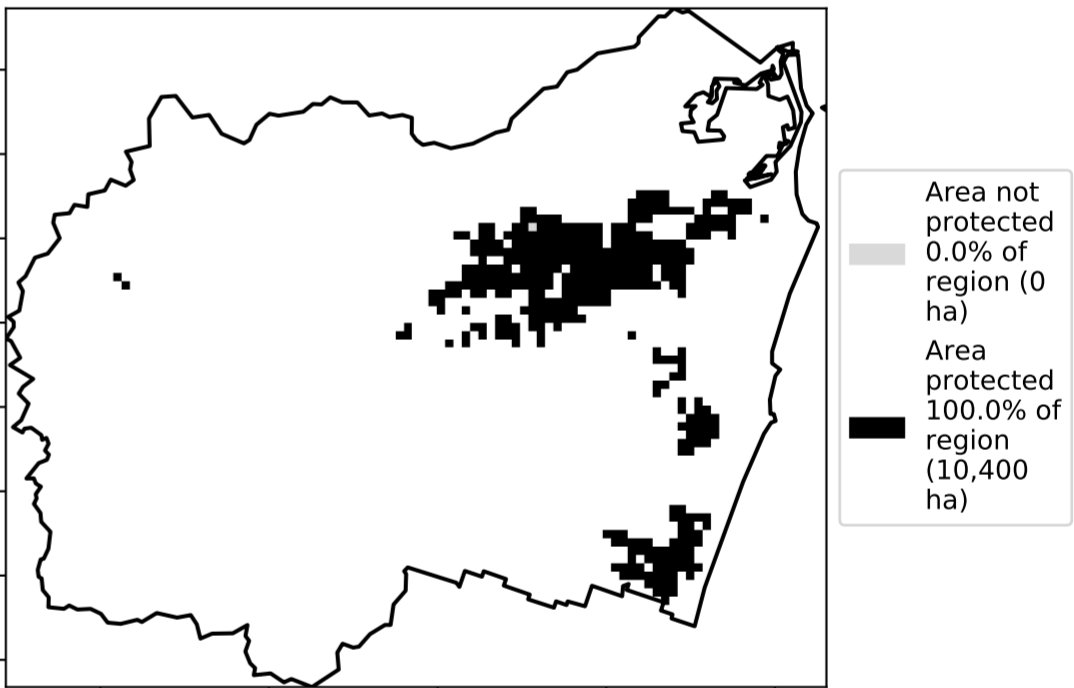 Area not
protected
0.0% of
region (0
ha)
Area
protected
100.0% of
region
(10,400
ha)